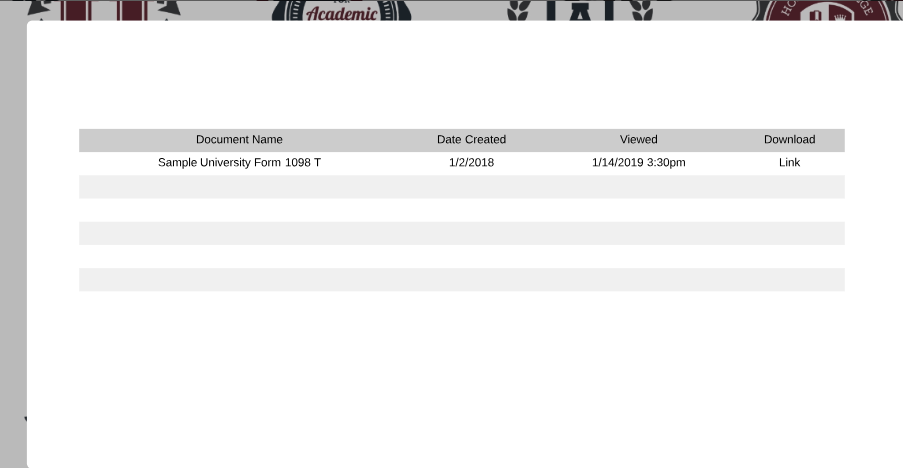 Academic
Document Name Date Created Viewed Download
Sample University Form 1098 T 1/2/2018 1/14/2019 3:30pm Link